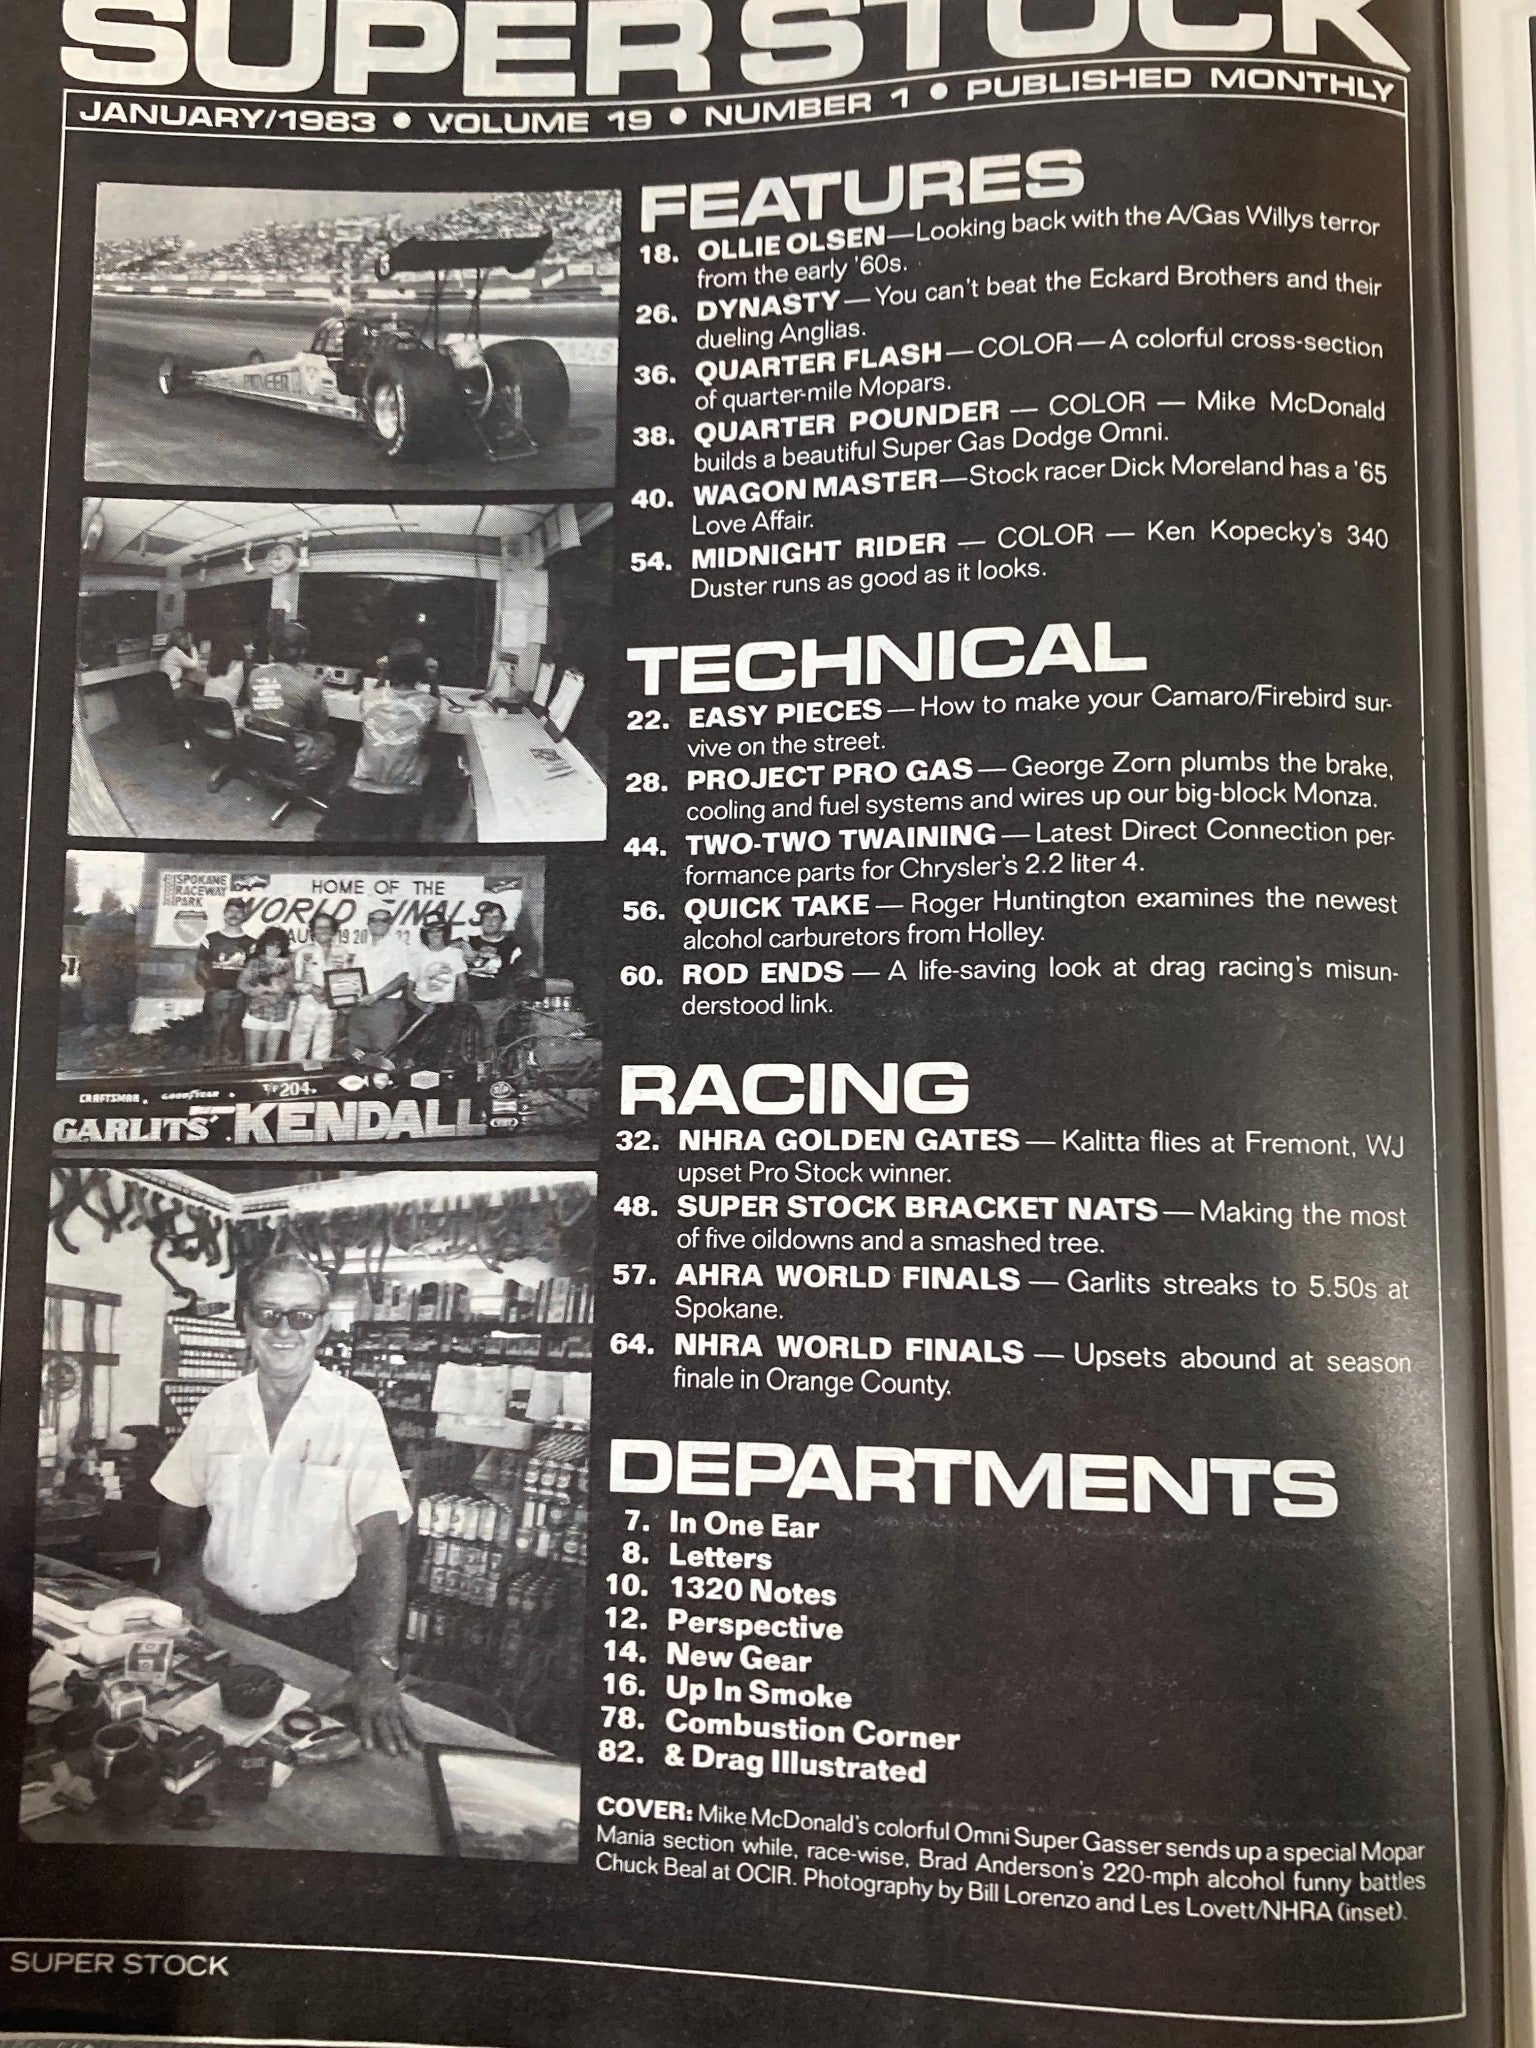 SUPER STOCK
JANUARY/1983 • VOLUME 19 • NUMBER 1 • PUBLISHED MONTHLY
FEATURES
18. OLLIE OLSEN—Looking back with the A/Gas Willys terror
from the early '60s.
26. DYNASTY—You can't beat the Eckard Brothers and their
dueling Anglias.
36. QUARTER FLASH—COLOR—A colorful cross-section
of quarter-mile Mopars.
38. QUARTER POUNDER — COLOR — Mike McDonald
builds a beautiful Super Gas Dodge Omni.
40. WAGON MASTER—Stock racer Dick Moreland has a '65
Love Affair.
54. MIDNIGHT RIDER — COLOR — Ken Kopecky's 340
Duster runs as good as it looks.
TECHNICAL
22. EASY PIECES—How to make your Camaro/Firebird sur-
vive on the street.
28. PROJECT PRO GAS—George Zorn plumbs the brake,
cooling and fuel systems and wires up our big-block Monza.
44. TWO-TWO TWAINING—Latest Direct Connection per-
formance parts for Chrysler's 2.2 liter 4.
56. QUICK TAKE—Roger Huntington examines the newest
alcohol carburetors from Holley.
60. ROD ENDS — A life-saving look at drag racing's misun-
derstood link.
RACING
32. NHRA GOLDEN GATES—Kalitta flies at Fremont, WJ
upset Pro Stock winner.
48. SUPER STOCK BRACKET NATS—Making the most
of five oildowns and a smashed tree.
57. AHRA WORLD FINALS—Garlits streaks to 5.50s at
Spokane.
64. NHRA WORLD FINALS — Upsets abound at season
finale in Orange County.
DEPARTMENTS
7. In One Ear
8. Letters
10. 1320 Notes
12. Perspective
14. New Gear
16. Up In Smoke
78. Combustion Corner
82. & Drag Illustrated
COVER: Mike McDonald's colorful Omni Super Gasser sends up a special Mopar
Mania section while, race-wise, Brad Anderson's 220-mph alcohol funny battles
Chuck Beal at OCIR. Photography by Bill Lorenzo and Les Lovett/NHRA (inset).
SPOKANE
RACEWAY
PARK
HOME OF THE
WORLD FINALS
CRAFTSMAN GOODYEAR
204
GARLITS' KENDALL
SUPER STOCK